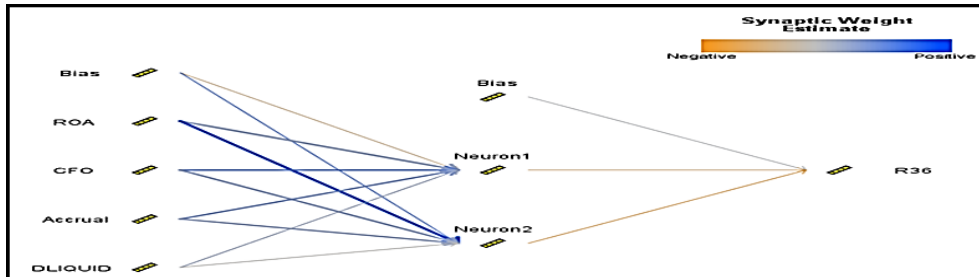 Synaptic Weight
Estimate
Negative Positive
Bias
Bias
ROA
Neuron1
CFO
R36
Accrual
Neuron2
DLIQUID